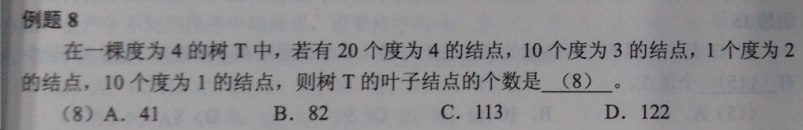 例题 8
在一棵度为 4 的树 T 中，若有 20 个度为 4 的结点，10 个度为 3 的结点，1 个度为 2
的结点，10 个度为 1 的结点，则树 T 的叶子结点的个数是 （8） 。
（8）A．41 B．82 C．113 D．122